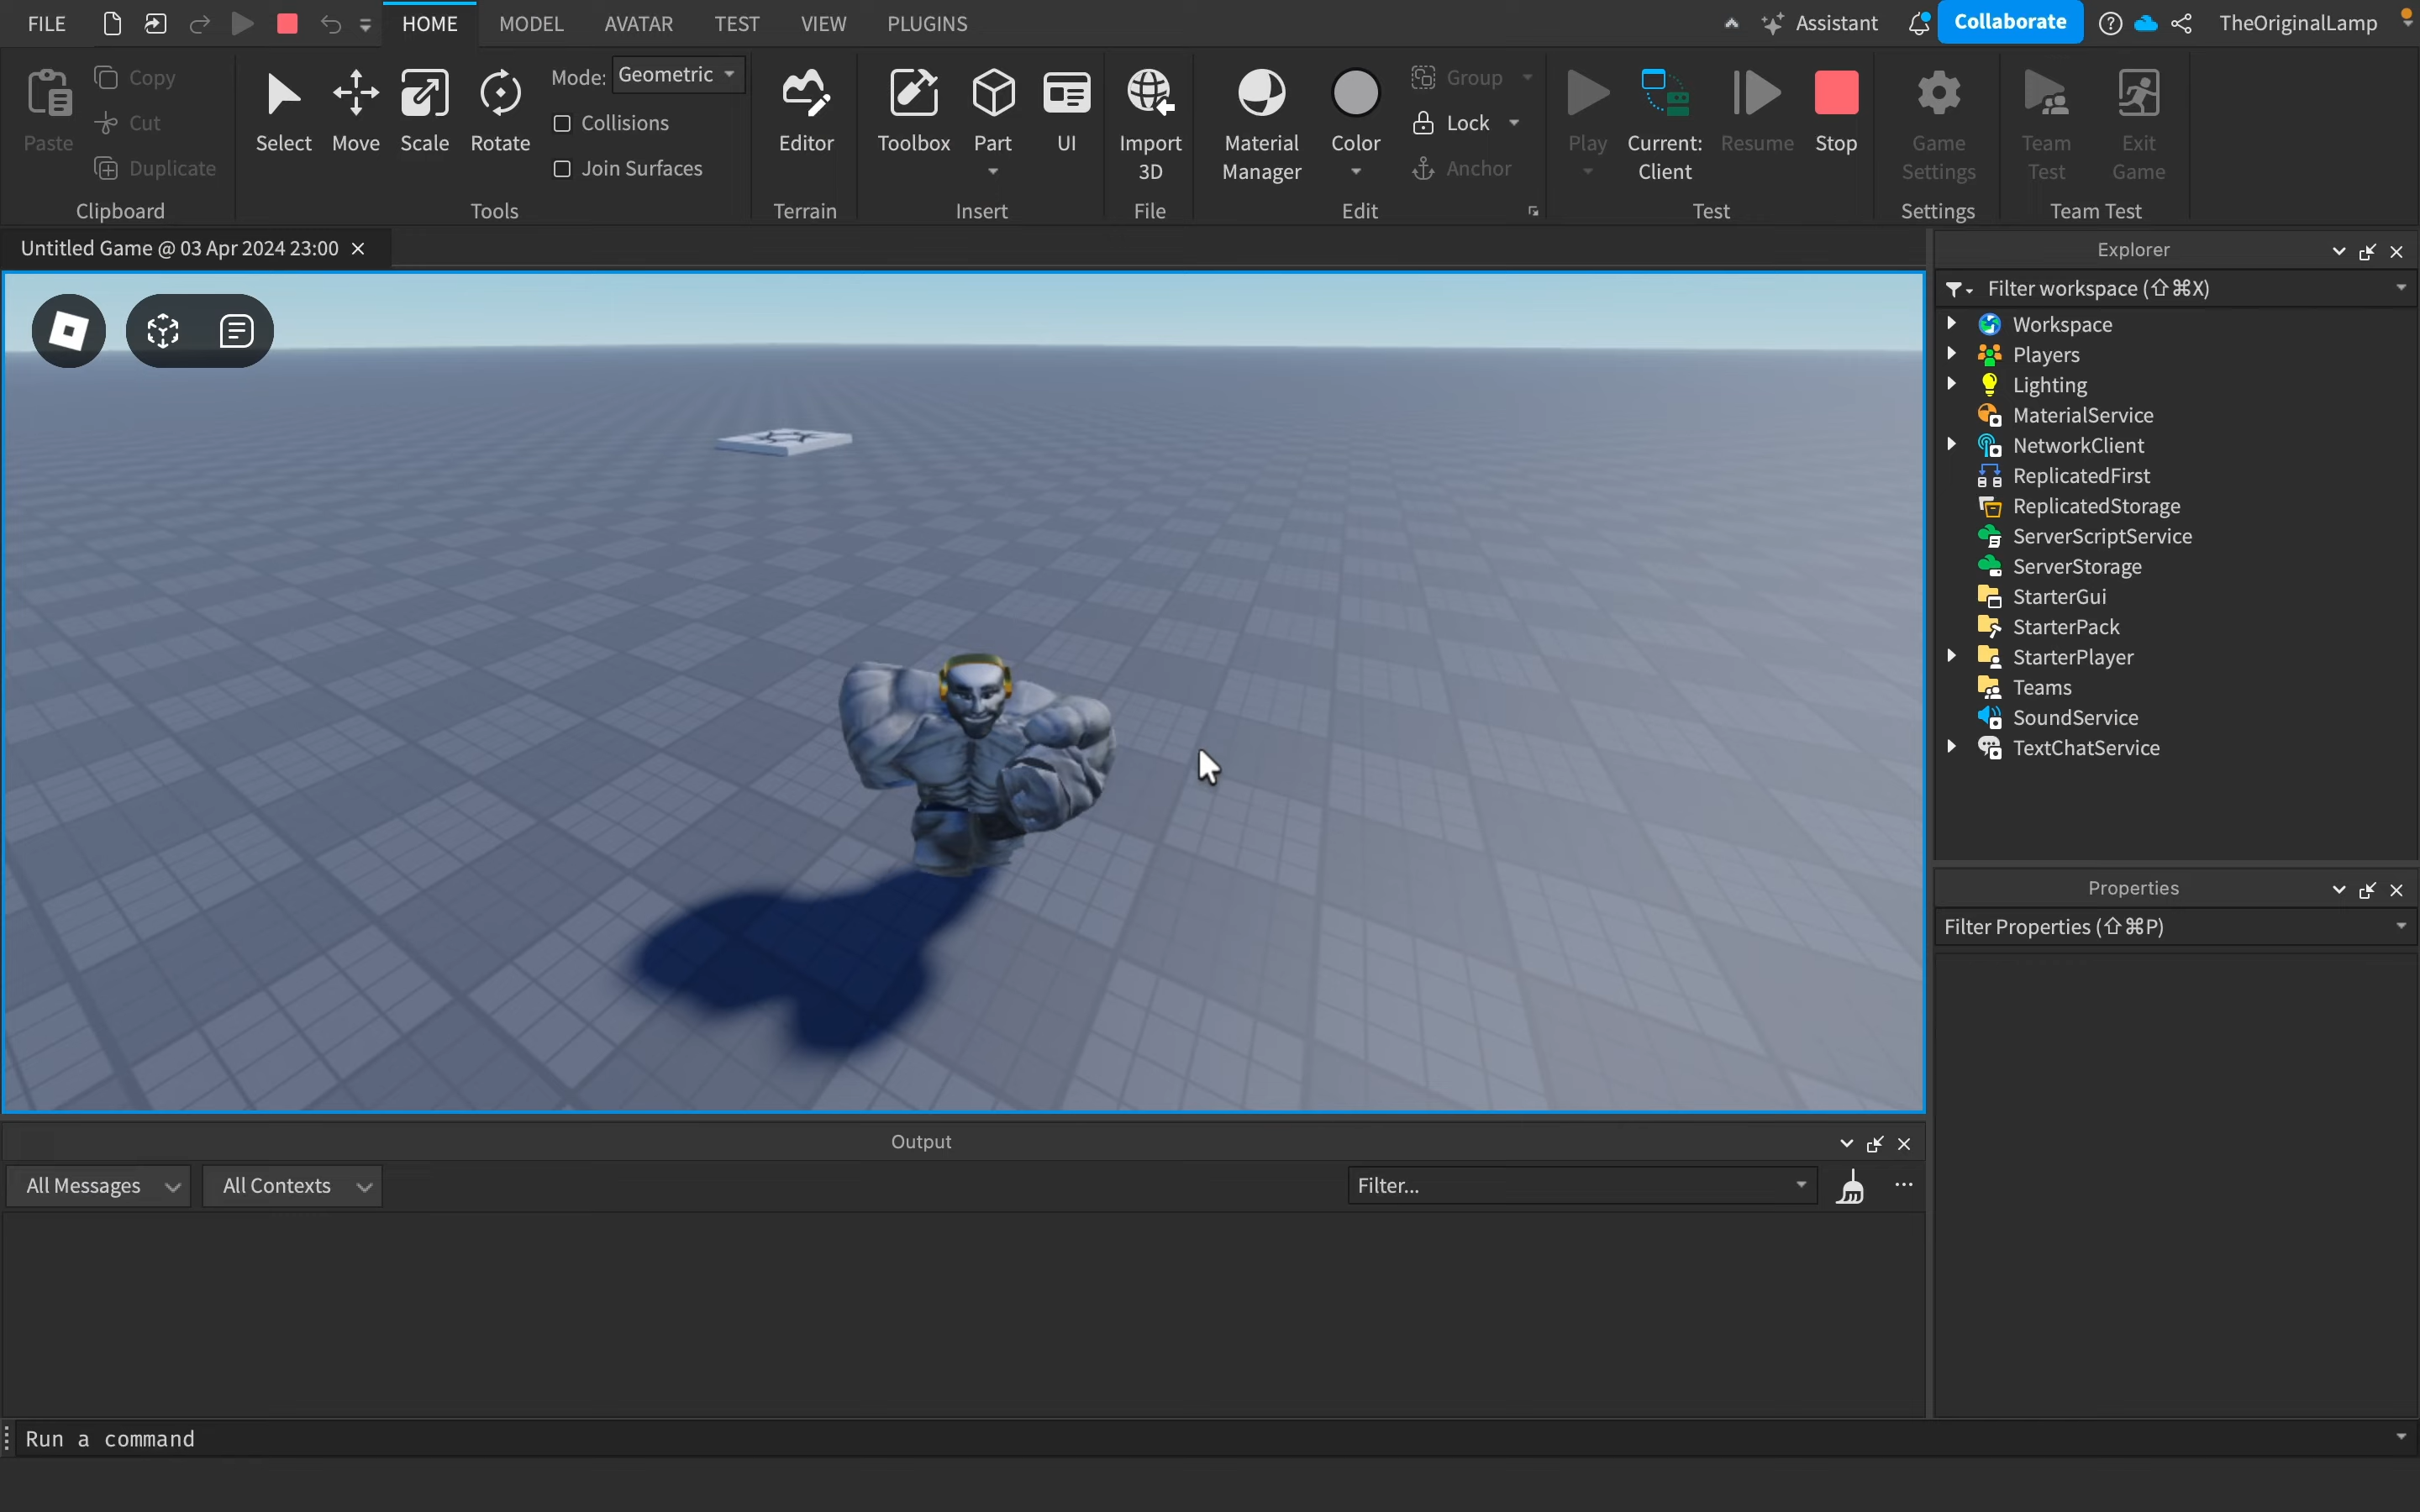 FILE
HOME
MODEL
AVATAR
TEST
VIEW
PLUGINS
Assistant
Collaborate
TheOriginalLamp
Paste
Copy
Cut
Duplicate
Clipboard
Select
Move
Scale
Rotate
Mode: Geometric
Collisions
Join Surfaces
Tools
Editor
Terrain
Toolbox
Part
UI
Insert
Import
3D
File
Material
Manager
Color
Group
Lock
Anchor
Edit
Play
Current:
Client
Resume
Stop
Test
Game
Settings
Settings
Team
Test
Exit
Game
Team Test
Untitled Game @ 03 Apr 2024 23:00
Explorer
Filter workspace (⇧⌘X)
Workspace
Players
Lighting
MaterialService
NetworkClient
ReplicatedFirst
ReplicatedStorage
ServerScriptService
ServerStorage
StarterGui
StarterPack
StarterPlayer
Teams
SoundService
TextChatService
Properties
Filter Properties (⇧⌘P)
Output
All Messages
All Contexts
Filter...
Run a command